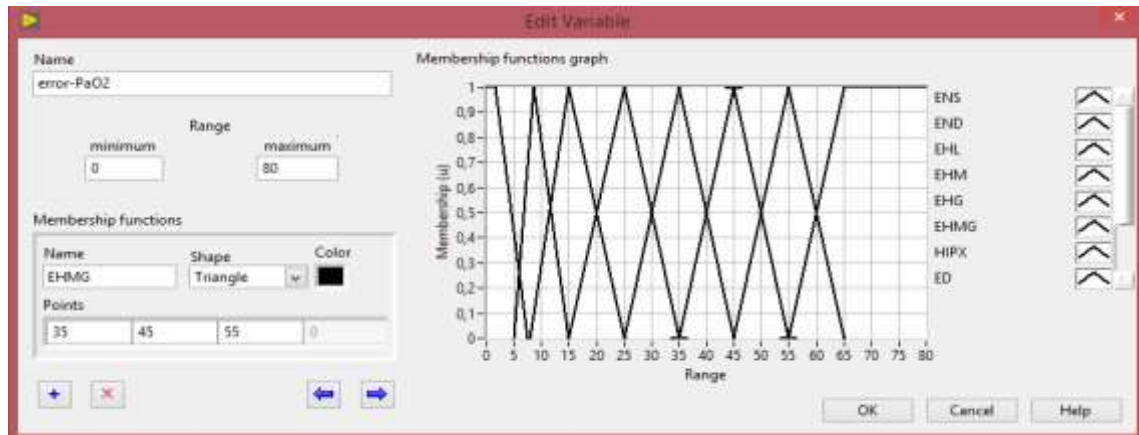 Edit Variable
Name
error-PaO2
Range
minimum maximum
0 80
Membership functions
Name Shape Color
EHMG Triangle
Points
35 45 55 0
Membership functions graph
Membership (u)
1
0,9
0,8
0,7
0,6
0,5
0,4
0,3
0,2
0,1
0
0 5 10 15 20 25 30 35 40 45 50 55 60 65 70 75 80
Range
ENS
END
EHL
EHM
EHG
EHMG
HIPX
ED
OK Cancel Help